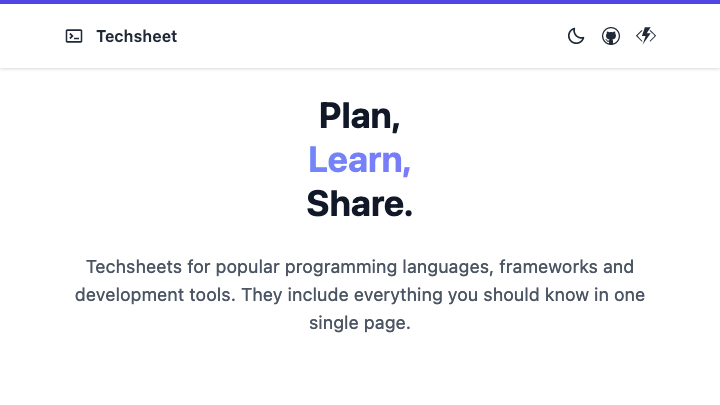 Techsheet
Plan,
Learn,
Share.
Techsheets for popular programming languages, frameworks and
development tools. They include everything you should know in one
single page.